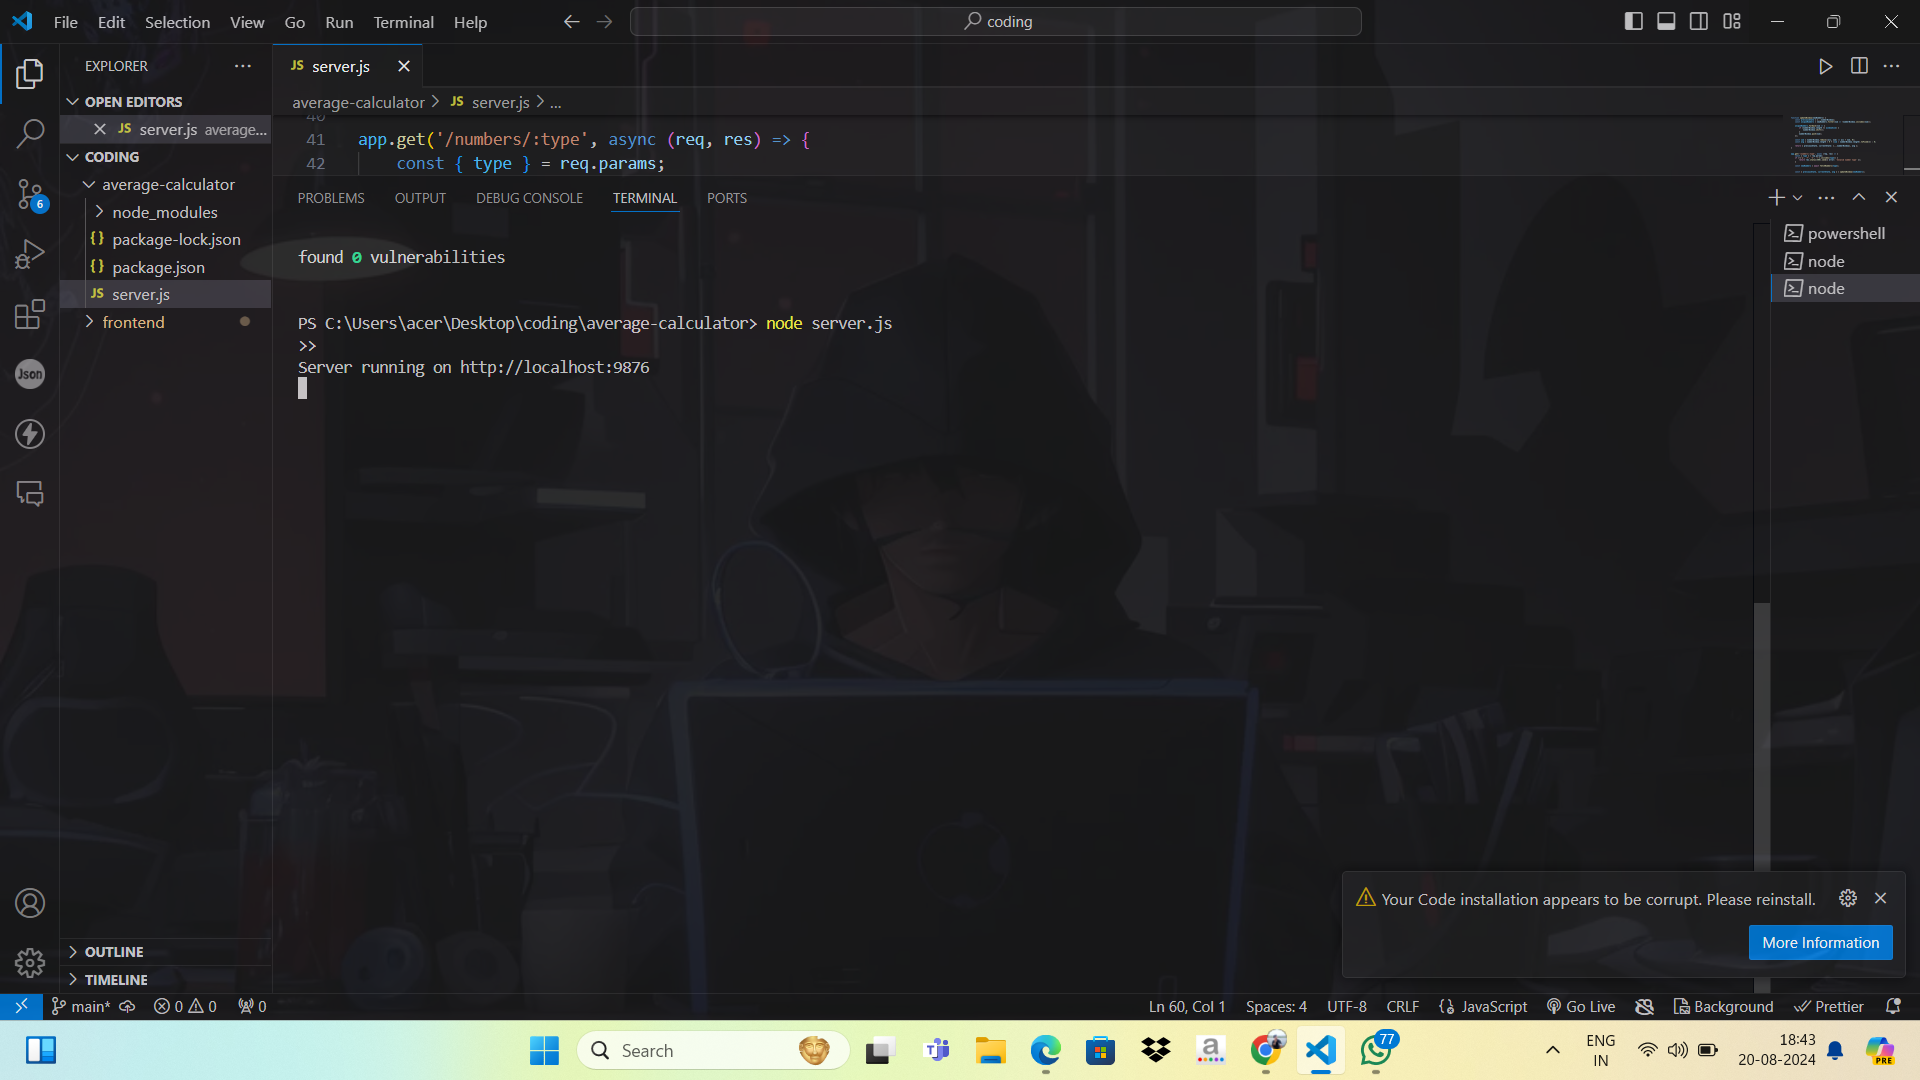 File Edit Selection View Go Run Terminal Help
coding
EXPLORER
OPEN EDITORS
JS server.js average...
CODING
average-calculator
node_modules
{} package-lock.json
{} package.json
JS server.js
frontend
6
Json
OUTLINE
TIMELINE
JS server.js
average-calculator > JS server.js > ...
40
41 app.get('/numbers/:type', async (req, res) => {
42 const { type } = req.params;
PROBLEMS OUTPUT DEBUG CONSOLE TERMINAL PORTS
found 0 vulnerabilities
PS C:\Users\acer\Desktop\coding\average-calculator> node server.js
>>
Server running on http://localhost:9876
powershell
node
node
Your Code installation appears to be corrupt. Please reinstall.
More Information
main* 0 0 0 Ln 60, Col 1 Spaces: 4 UTF-8 CRLF {} JavaScript Go Live Background Prettier
Search
a
77
PRE
ENG
IN
18:43
20-08-2024